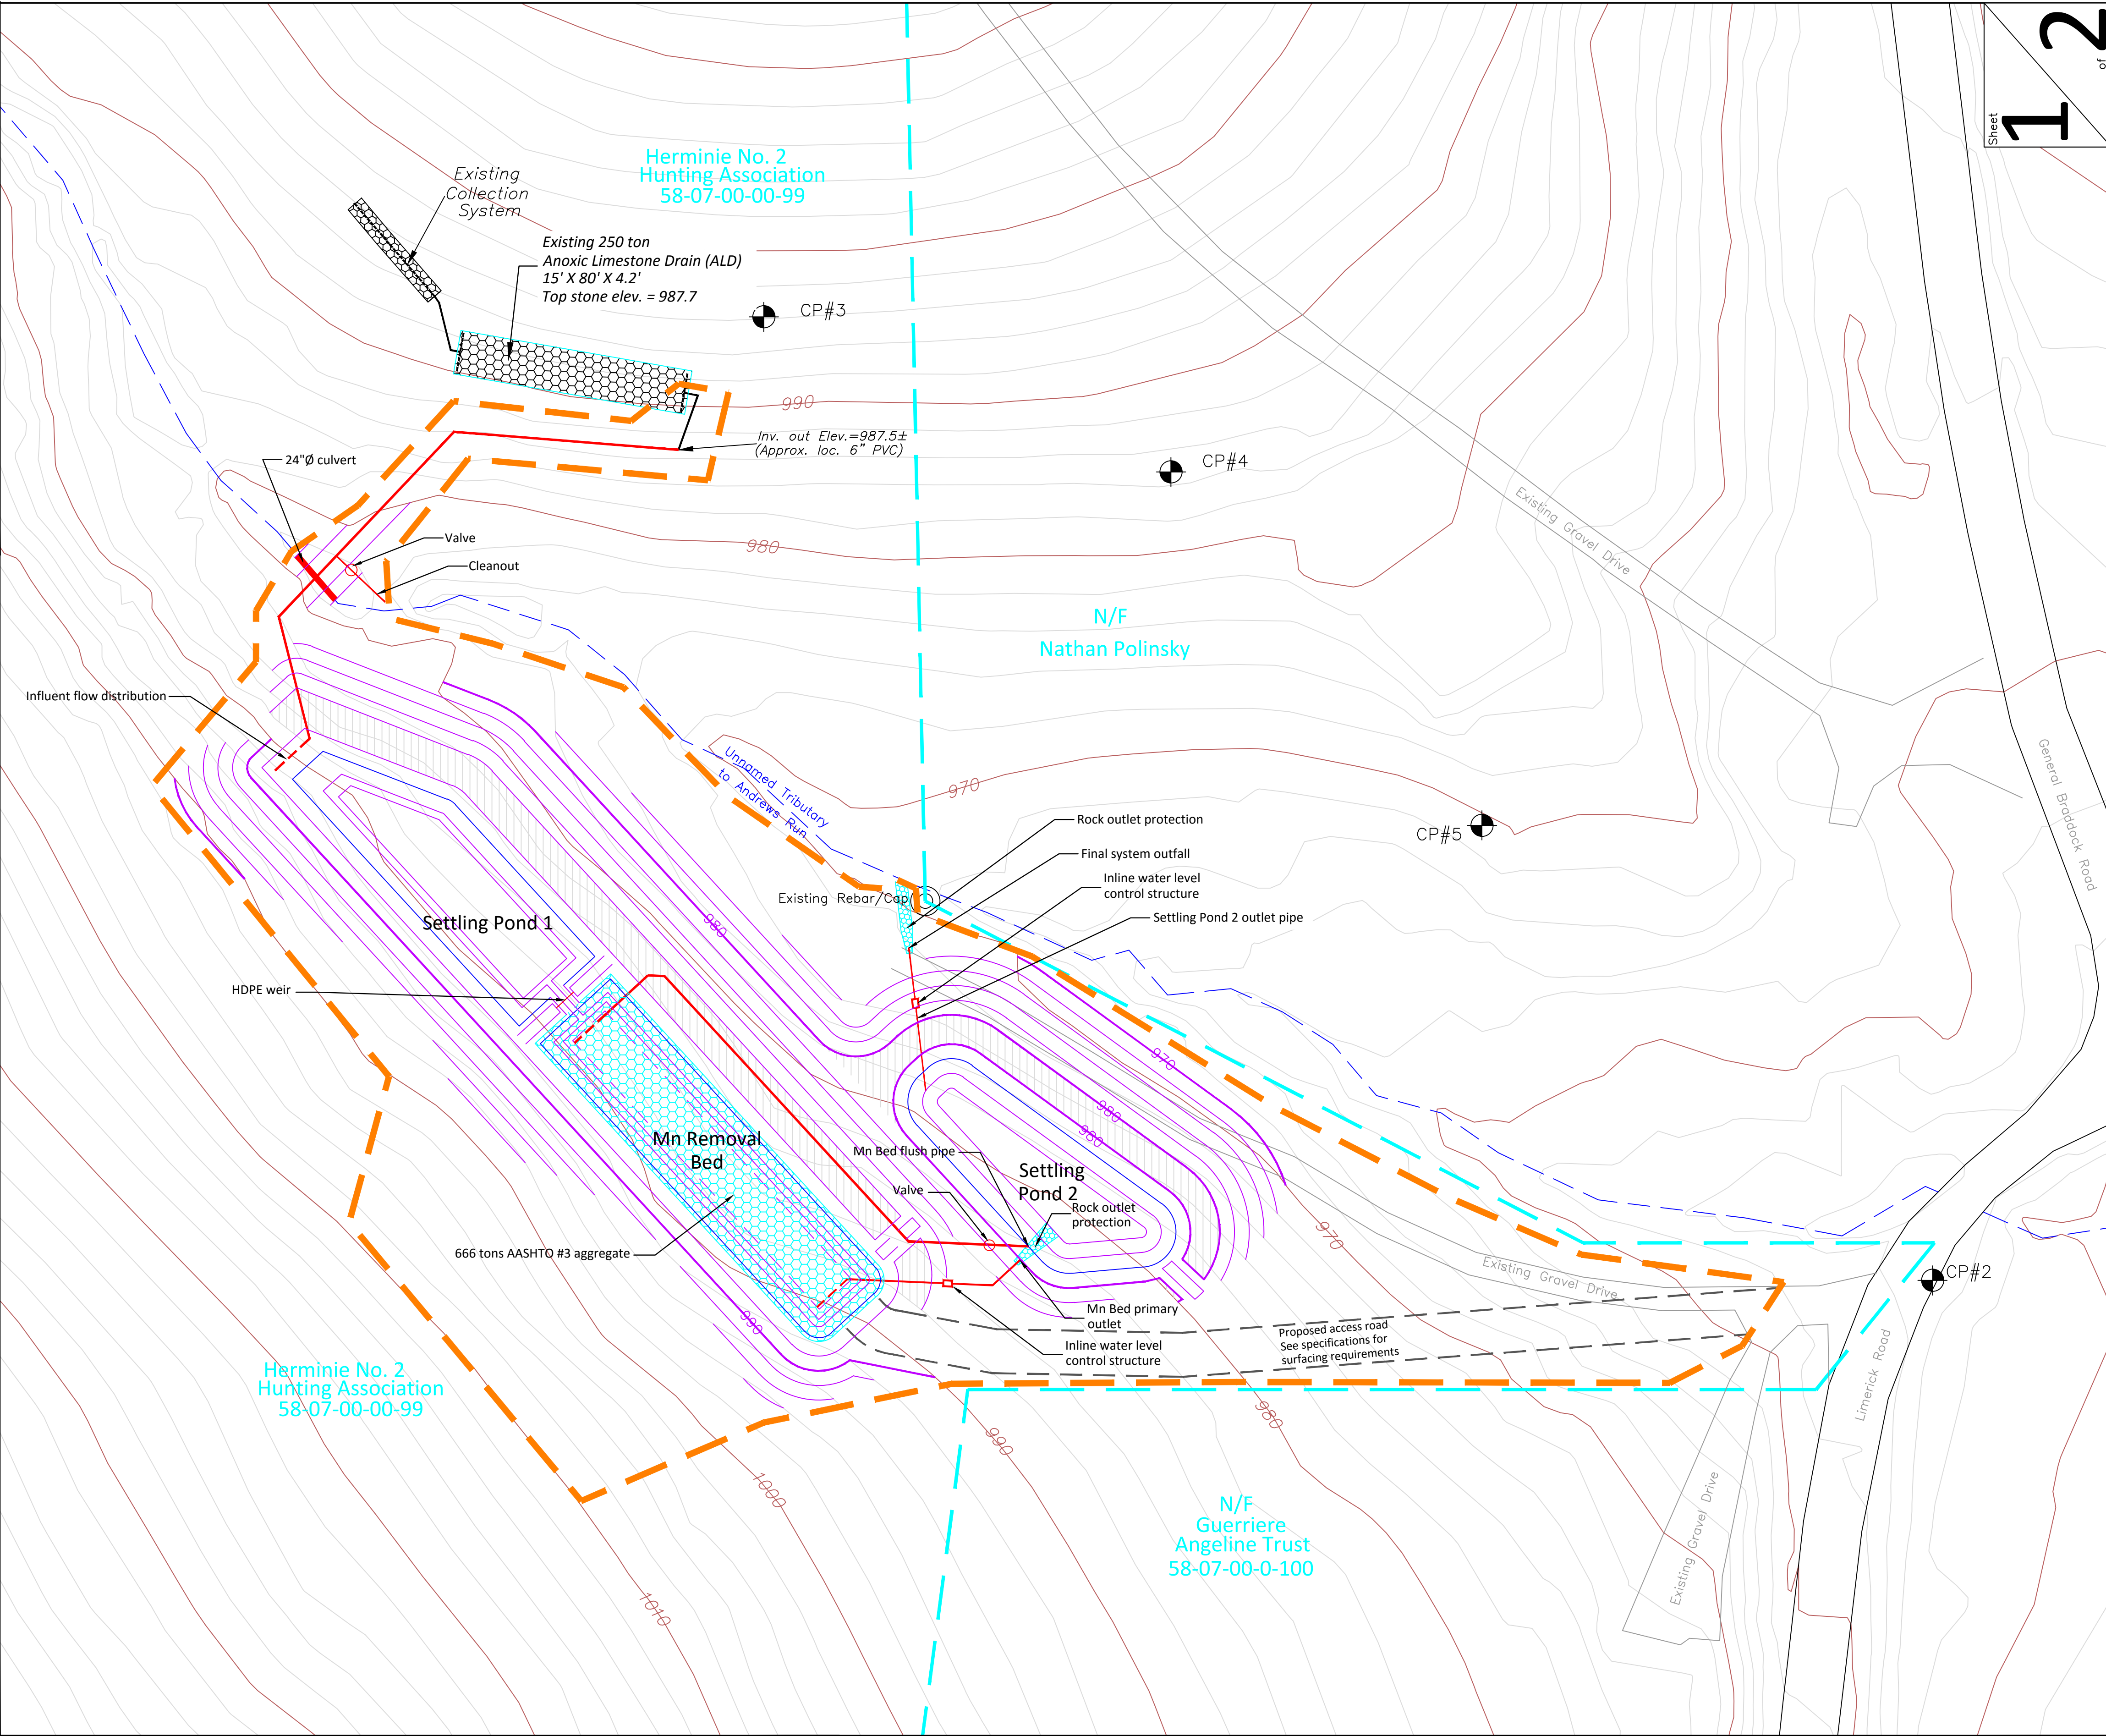 Sheet
1
of
2
Herminie No. 2
Hunting Association
58-07-00-00-99
Existing
Collection
System
Existing 250 ton
Anoxic Limestone Drain (ALD)
15' X 80' X 4.2'
Top stone elev. = 987.7
CP#3
990
Inv. out Elev.=987.5±
(Approx. loc. 6" PVC)
24"Ø culvert
CP#4
Existing Gravel Drive
Valve
980
Cleanout
N/F
Nathan Polinsky
Influent flow distribution
Unnamed Tributary
to Andrews Run
970
General Braddock Road
Rock outlet protection
CP#5
Final system outfall
Inline water level
control structure
Existing Rebar/Cap
Settling Pond 2 outlet pipe
Settling Pond 1
980
HDPE weir
970
980
980
Mn Removal
Bed
Mn Bed flush pipe
Settling
Pond 2
Valve
Rock outlet
protection
970
666 tons AASHTO #3 aggregate
Existing Gravel Drive
CP#2
990
Mn Bed primary
outlet
Inline water level
control structure
Proposed access road
See specifications for
surfacing requirements
Limerick Road
Herminie No. 2
Hunting Association
58-07-00-00-99
980
990
1000
N/F
Guerriere
Angeline Trust
58-07-00-0-100
Existing Gravel Drive
1010